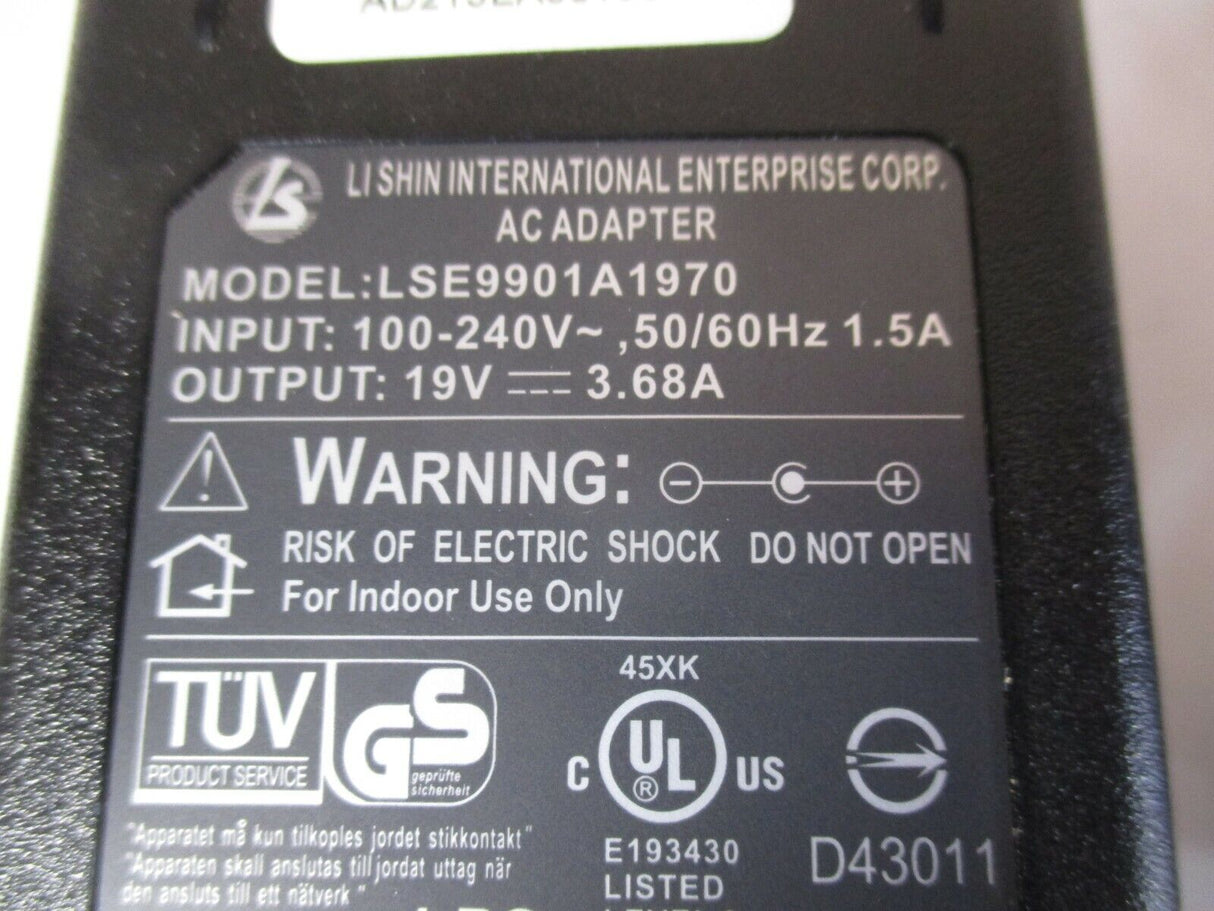 LS
LI SHIN INTERNATIONAL ENTERPRISE CORP.
AC ADAPTER
MODEL:LSE9901A1970
INPUT: 100-240V~ ,50/60Hz 1.5A
OUTPUT: 19V ⎓ 3.68A
WARNING:
RISK OF ELECTRIC SHOCK DO NOT OPEN
For Indoor Use Only
TÜV
PRODUCT SERVICE
GS
geprüfte
sicherheit
45XK
C UL® US
E193430
LISTED
D43011
"Apparatet må kun tilkoples jordet stikkontakt"
"Apparaten skall anslutas till jordat uttag när
den ansluts till ett nätverk "